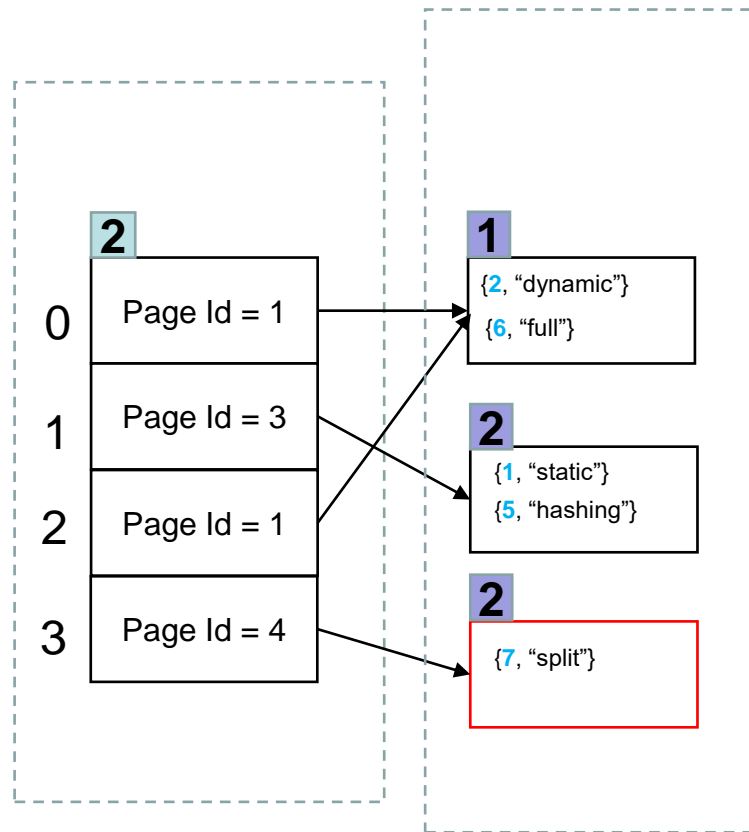 2
0
Page Id = 1
1
Page Id = 3
2
Page Id = 1
3
Page Id = 4
1
{2, “dynamic”}
{6, “full”}
2
{1, “static”}
{5, “hashing”}
2
{7, “split”}